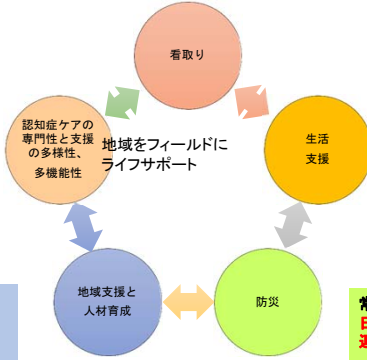 看取り
認知症ケアの
専門性と支援
の多様性、
多機能性
地域をフィールドに
ライフサポート
生活
支援
地域支援と
人材育成
防災
常
日